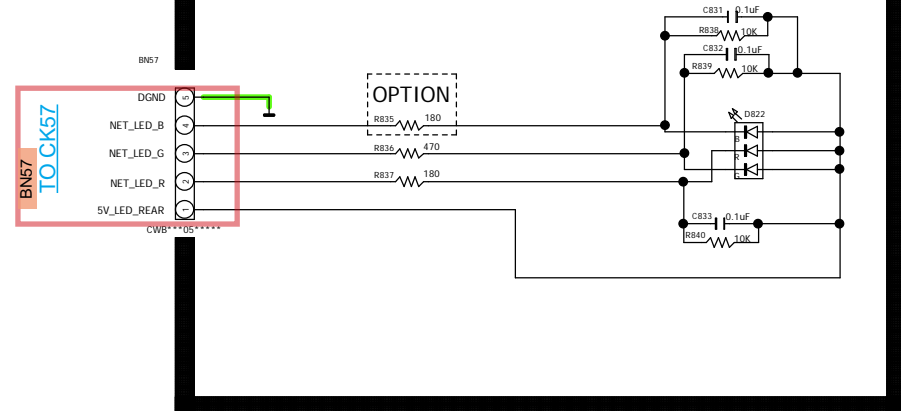 C831
0.1uF
R838
10K
C832
0.1uF
R839
10K
BN57
OPTION
DGND
5
NET_LED_B
4
R835
180
D822
B
R
G
NET_LED_G
3
R836
470
NET_LED_R
2
R837
180
5V_LED_REAR
1
C833
0.1uF
R840
10K
CWB***05*****
BN57
TO CK57